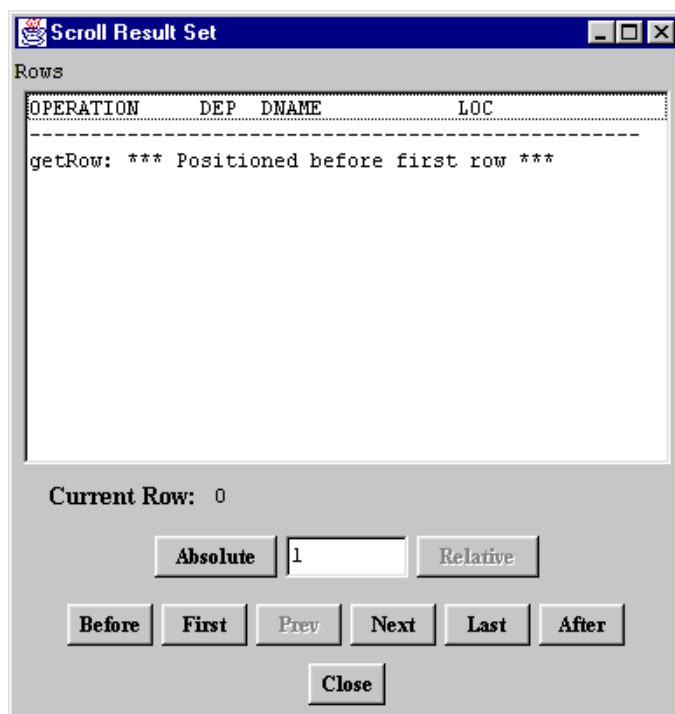 Scroll Result Set
Rows
OPERATION DEP DNAME LOC
--------------------------------------------------
getRow: *** Positioned before first row ***
Current Row: 0
Absolute 1 Relative
Before First Prev Next Last After
Close